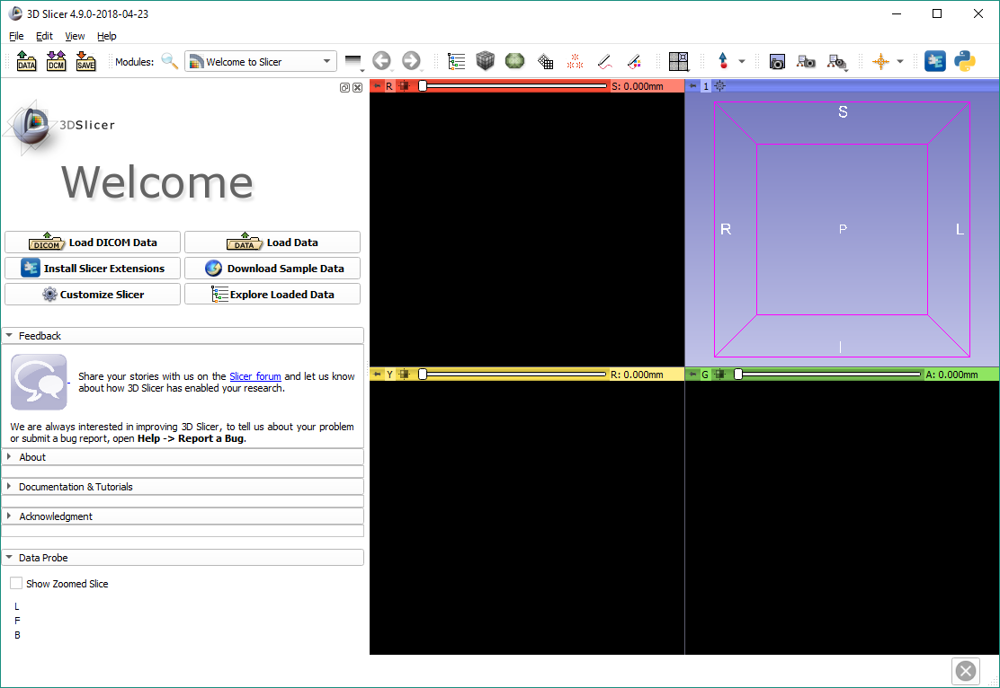 3D Slicer 4.9.0-2018-04-23
File Edit View Help
DATA DCM SAVE Modules: Welcome to Slicer
R S: 0.000mm 1
3DSlicer
Welcome
S
R P L
I
DICOM Load DICOM Data DATA Load Data
Install Slicer Extensions Download Sample Data
Customize Slicer Explore Loaded Data
Feedback
Share your stories with us on the Slicer forum and let us know
about how 3D Slicer has enabled your research.
We are always interested in improving 3D Slicer, to tell us about your problem
or submit a bug report, open Help -> Report a Bug.
Y R: 0.000mm G A: 0.000mm
About
Documentation & Tutorials
Acknowledgment
Data Probe
Show Zoomed Slice
L
F
B